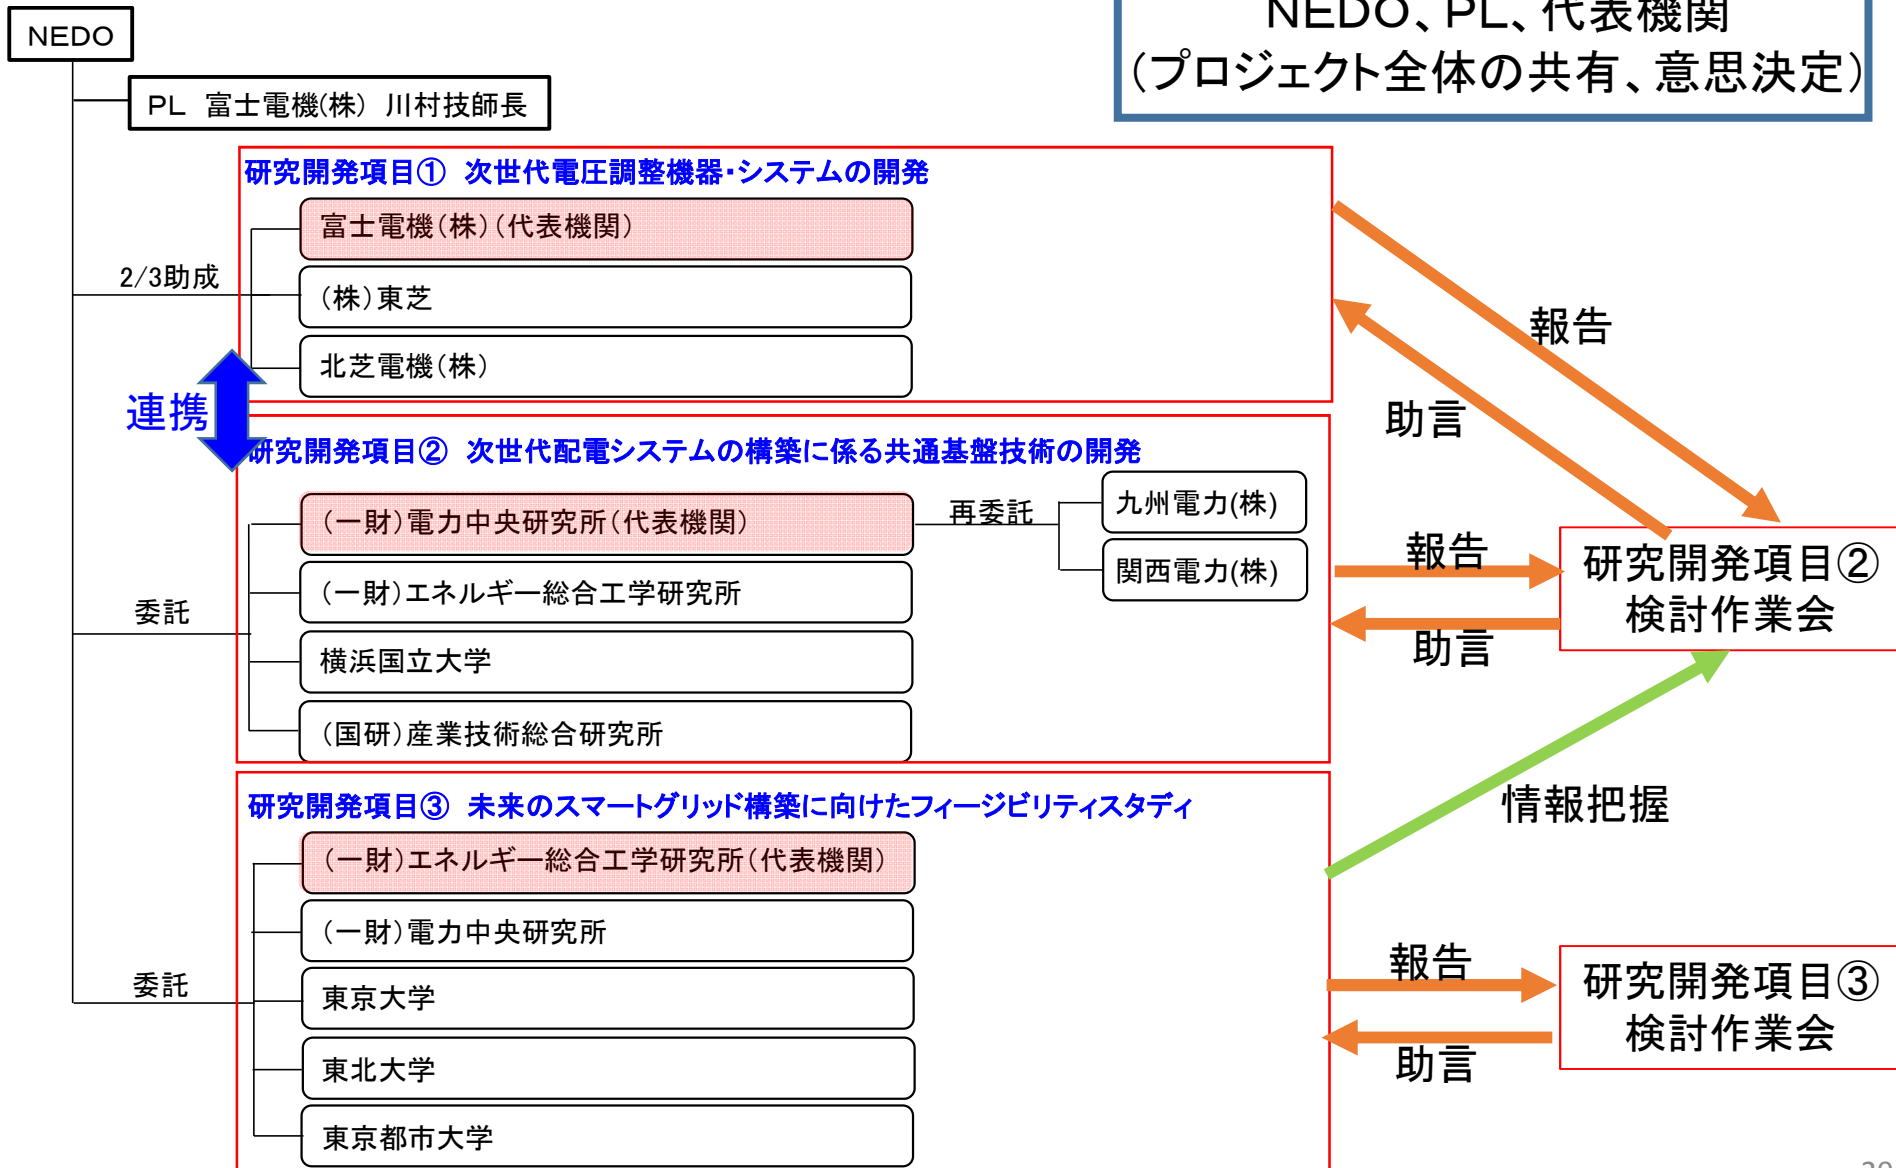 NEDO
PL 富士電機(株) 川村技師長
NEDO、PL、代表機関
(プロジェクト全体の共有、意思決定)
研究開発項目① 次世代電圧調整機器・システムの開発
2/3助成
富士電機(株)(代表機関)
(株)東芝
北芝電機(株)
連携
研究開発項目② 次世代配電システムの構築に係る共通基盤技術の開発
委託
(一財)電力中央研究所(代表機関)
再委託
九州電力(株)
関西電力(株)
(一財)エネルギー総合工学研究所
横浜国立大学
(国研)産業技術総合研究所
研究開発項目③ 未来のスマートグリッド構築に向けたフィージビリティスタディ
委託
(一財)エネルギー総合工学研究所(代表機関)
(一財)電力中央研究所
東京大学
東北大学
東京都市大学
報告
助言
報告
助言
研究開発項目②
検討作業会
情報把握
報告
助言
研究開発項目③
検討作業会